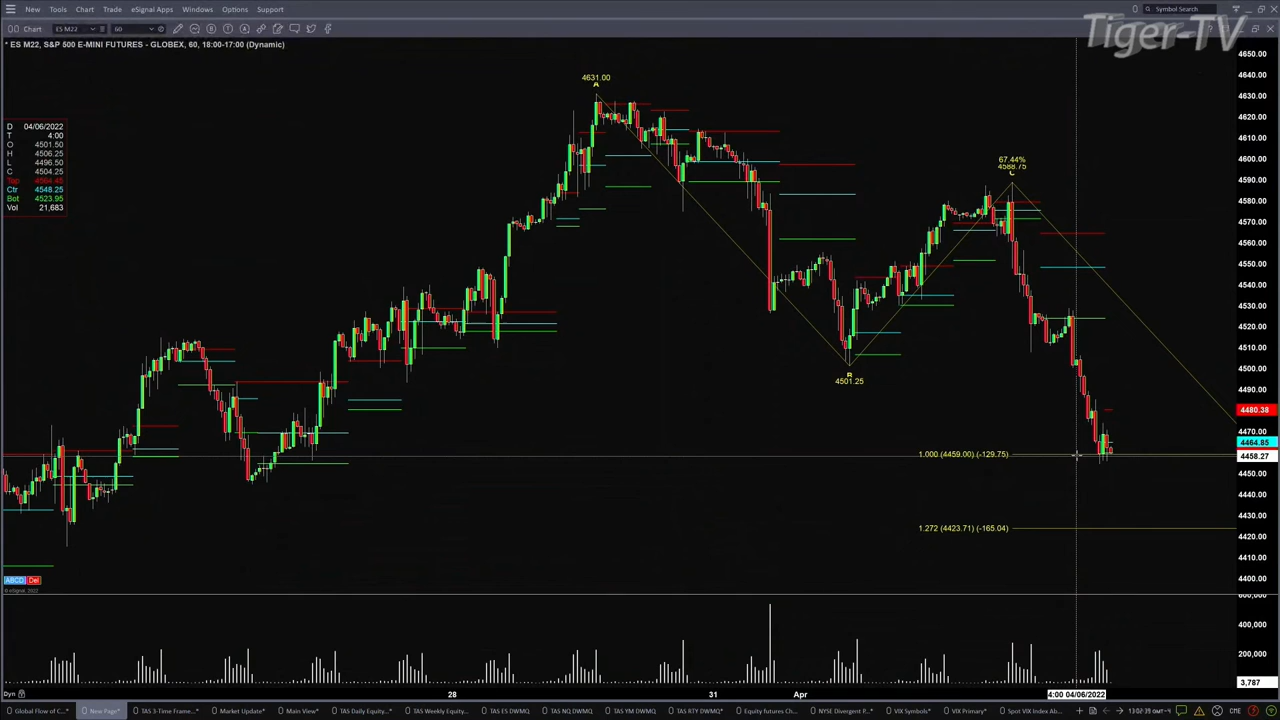 New Tools Chart Trade eSignal Apps Windows Options Support Symbol Search
Tiger-TV
Chart ES M22 60
* ES M22, S&P 500 E-MINI FUTURES - GLOBEX, 60, 18:00-17:00 (Dynamic)
D 04/06/2022
T 4:00
O 4501.50
H 4506.25
L 4496.50
C 4504.25
Top 4564.45
Ctr 4548.25
Bot 4523.95
Vol 21,683
4631.00
A
67.44%
4588.75
C
B
4501.25
1.000 (4459.00) (-129.75)
1.272 (4423.71) (-165.04)
4650.00
4640.00
4630.00
4620.00
4610.00
4600.00
4590.00
4580.00
4570.00
4560.00
4550.00
4540.00
4530.00
4520.00
4510.00
4500.00
4490.00
4480.38
4470.00
4464.85
4458.27
4450.00
4440.00
4430.00
4420.00
4410.00
4400.00
ABCD Del
© eSignal, 2022
600,000
400,000
200,000
3,787
Dyn 28 31 Apr 4:00 04/06/2022
Global Flow of C...* New Page* TAS 3-Time Frame...* Market Update* Main View* TAS Daily Equity...* TAS Weekly Equity... TAS ES DWMQ TAS NQ DWMQ TAS YM DWMQ TAS RTY DWMQ* Equity futures Ch... NYSE Divergent P...* VIX Symbols* VIX Primary* Spot VIX Index Ab... CME